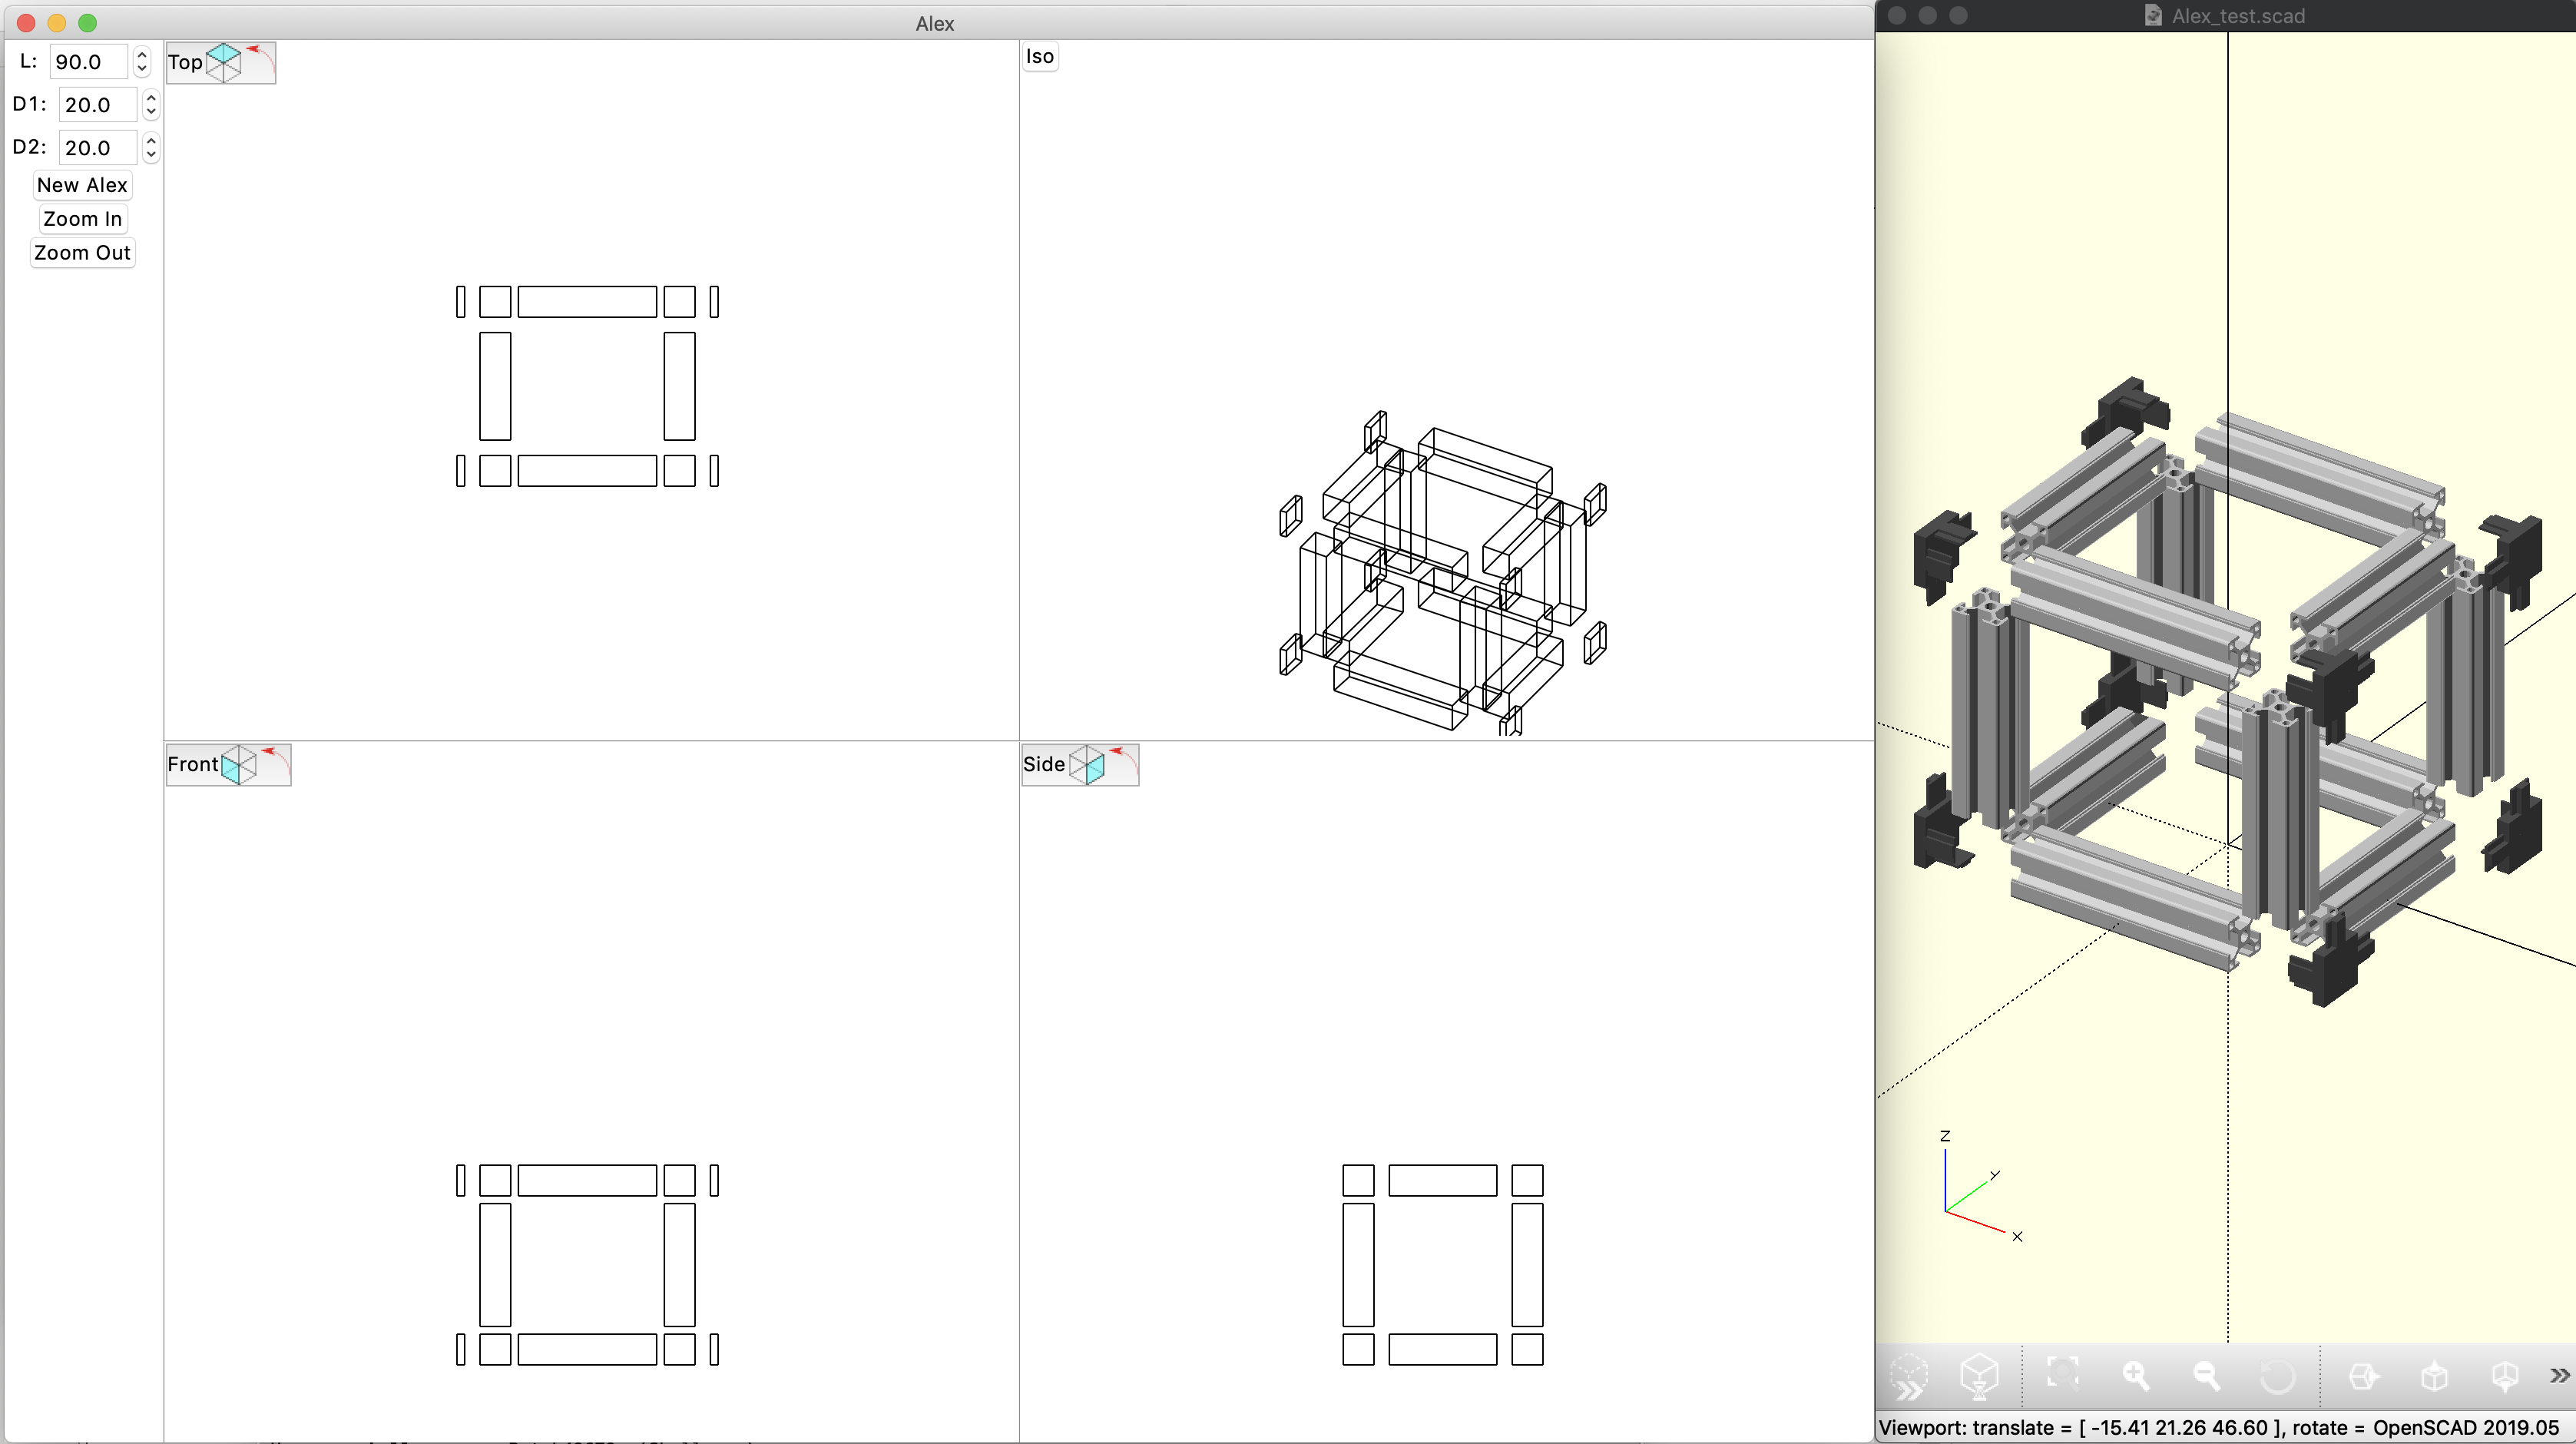 Alex
L: 90.0
D1: 20.0
D2: 20.0
New Alex
Zoom In
Zoom Out
Top
Iso
Front
Side
Alex_test.scad
Z
Y
X
Viewport: translate = [ -15.41 21.26 46.60 ], rotate = OpenSCAD 2019.05